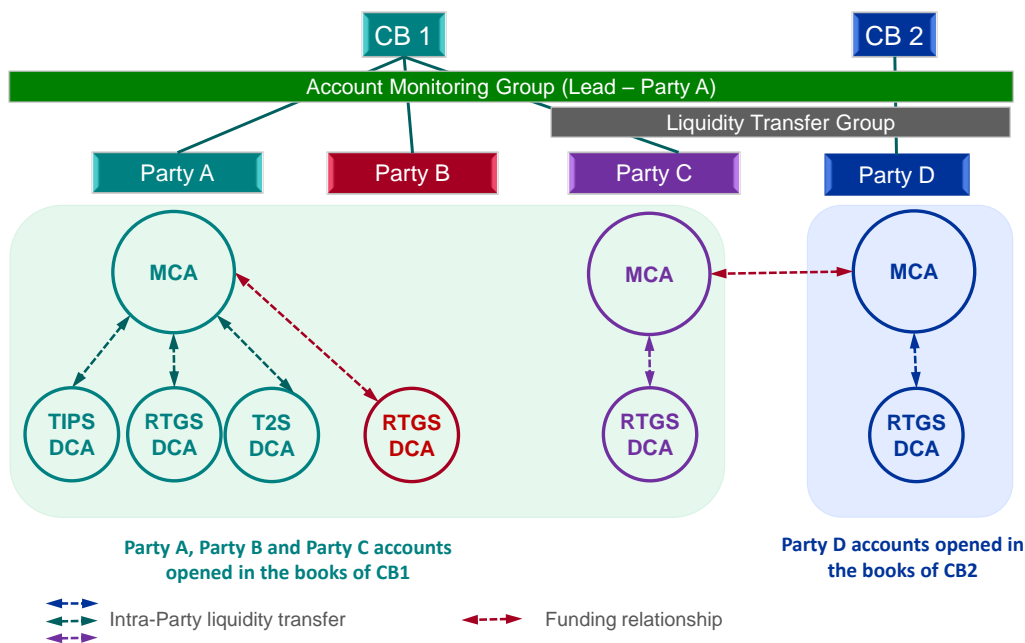 CB 1
CB 2
Account Monitoring Group (Lead – Party A)
Liquidity Transfer Group
Party A
Party B
Party C
Party D
MCA
MCA
MCA
TIPS
DCA
RTGS
DCA
T2S
DCA
RTGS
DCA
RTGS
DCA
RTGS
DCA
Party A, Party B and Party C accounts
opened in the books of CB1
Party D accounts opened in
the books of CB2
Intra-Party liquidity transfer
Funding relationship